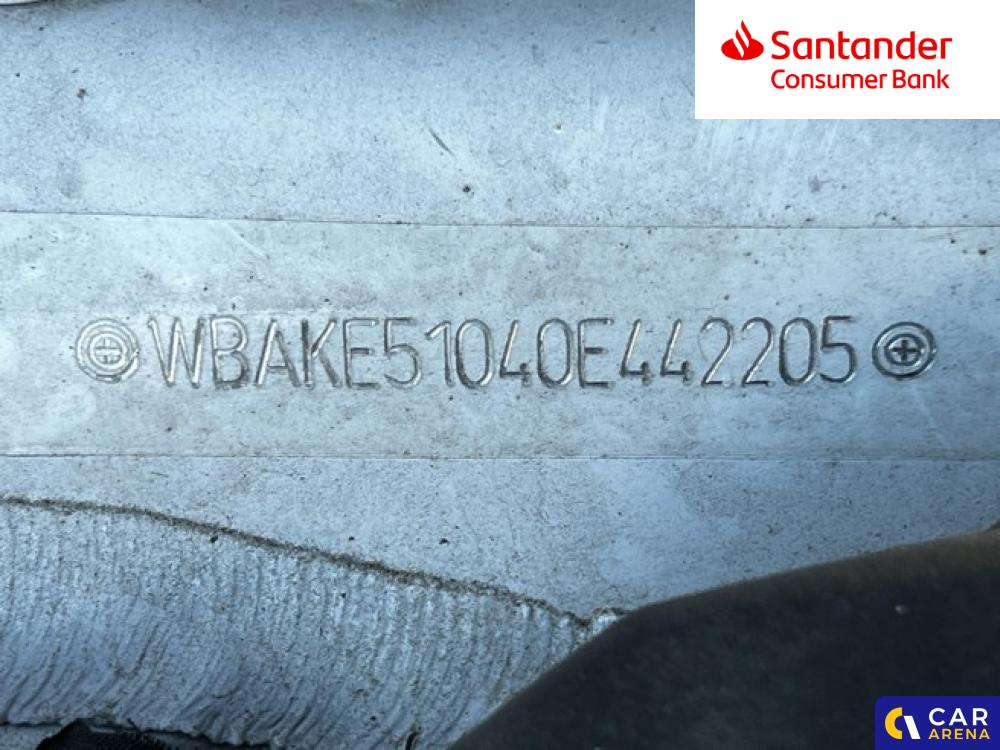 Santander
Consumer Bank
WBAKE51040E442205
CAR
ARENA